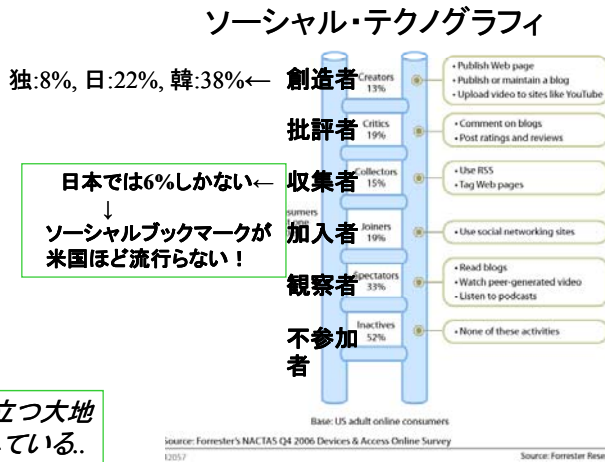 ソーシャル・テクノグラフィ
独:8%, 日:22%, 韓:38%← 創造者
Creators
13%
• Publish Web page
• Publish or maintain a blog
• Upload video to sites like YouTube
批評者
Critics
19%
• Comment on blogs
• Post ratings and reviews
日本では6%しかない← 収集者
↓
ソーシャルブックマークが
米国ほど流行らない！
Collectors
15%
• Use RSS
• Tag Web pages
加入者
Joiners
19%
• Use social networking sites
観察者
Spectators
33%
• Read blogs
• Watch peer-generated video
• Listen to podcasts
不参加
者
Inactives
52%
• None of these activities
立つ大地
ている..
Base: US adult online consumers
Source: Forrester's NACTAS Q4 2006 Devices & Access Online Survey
Source: Forrester